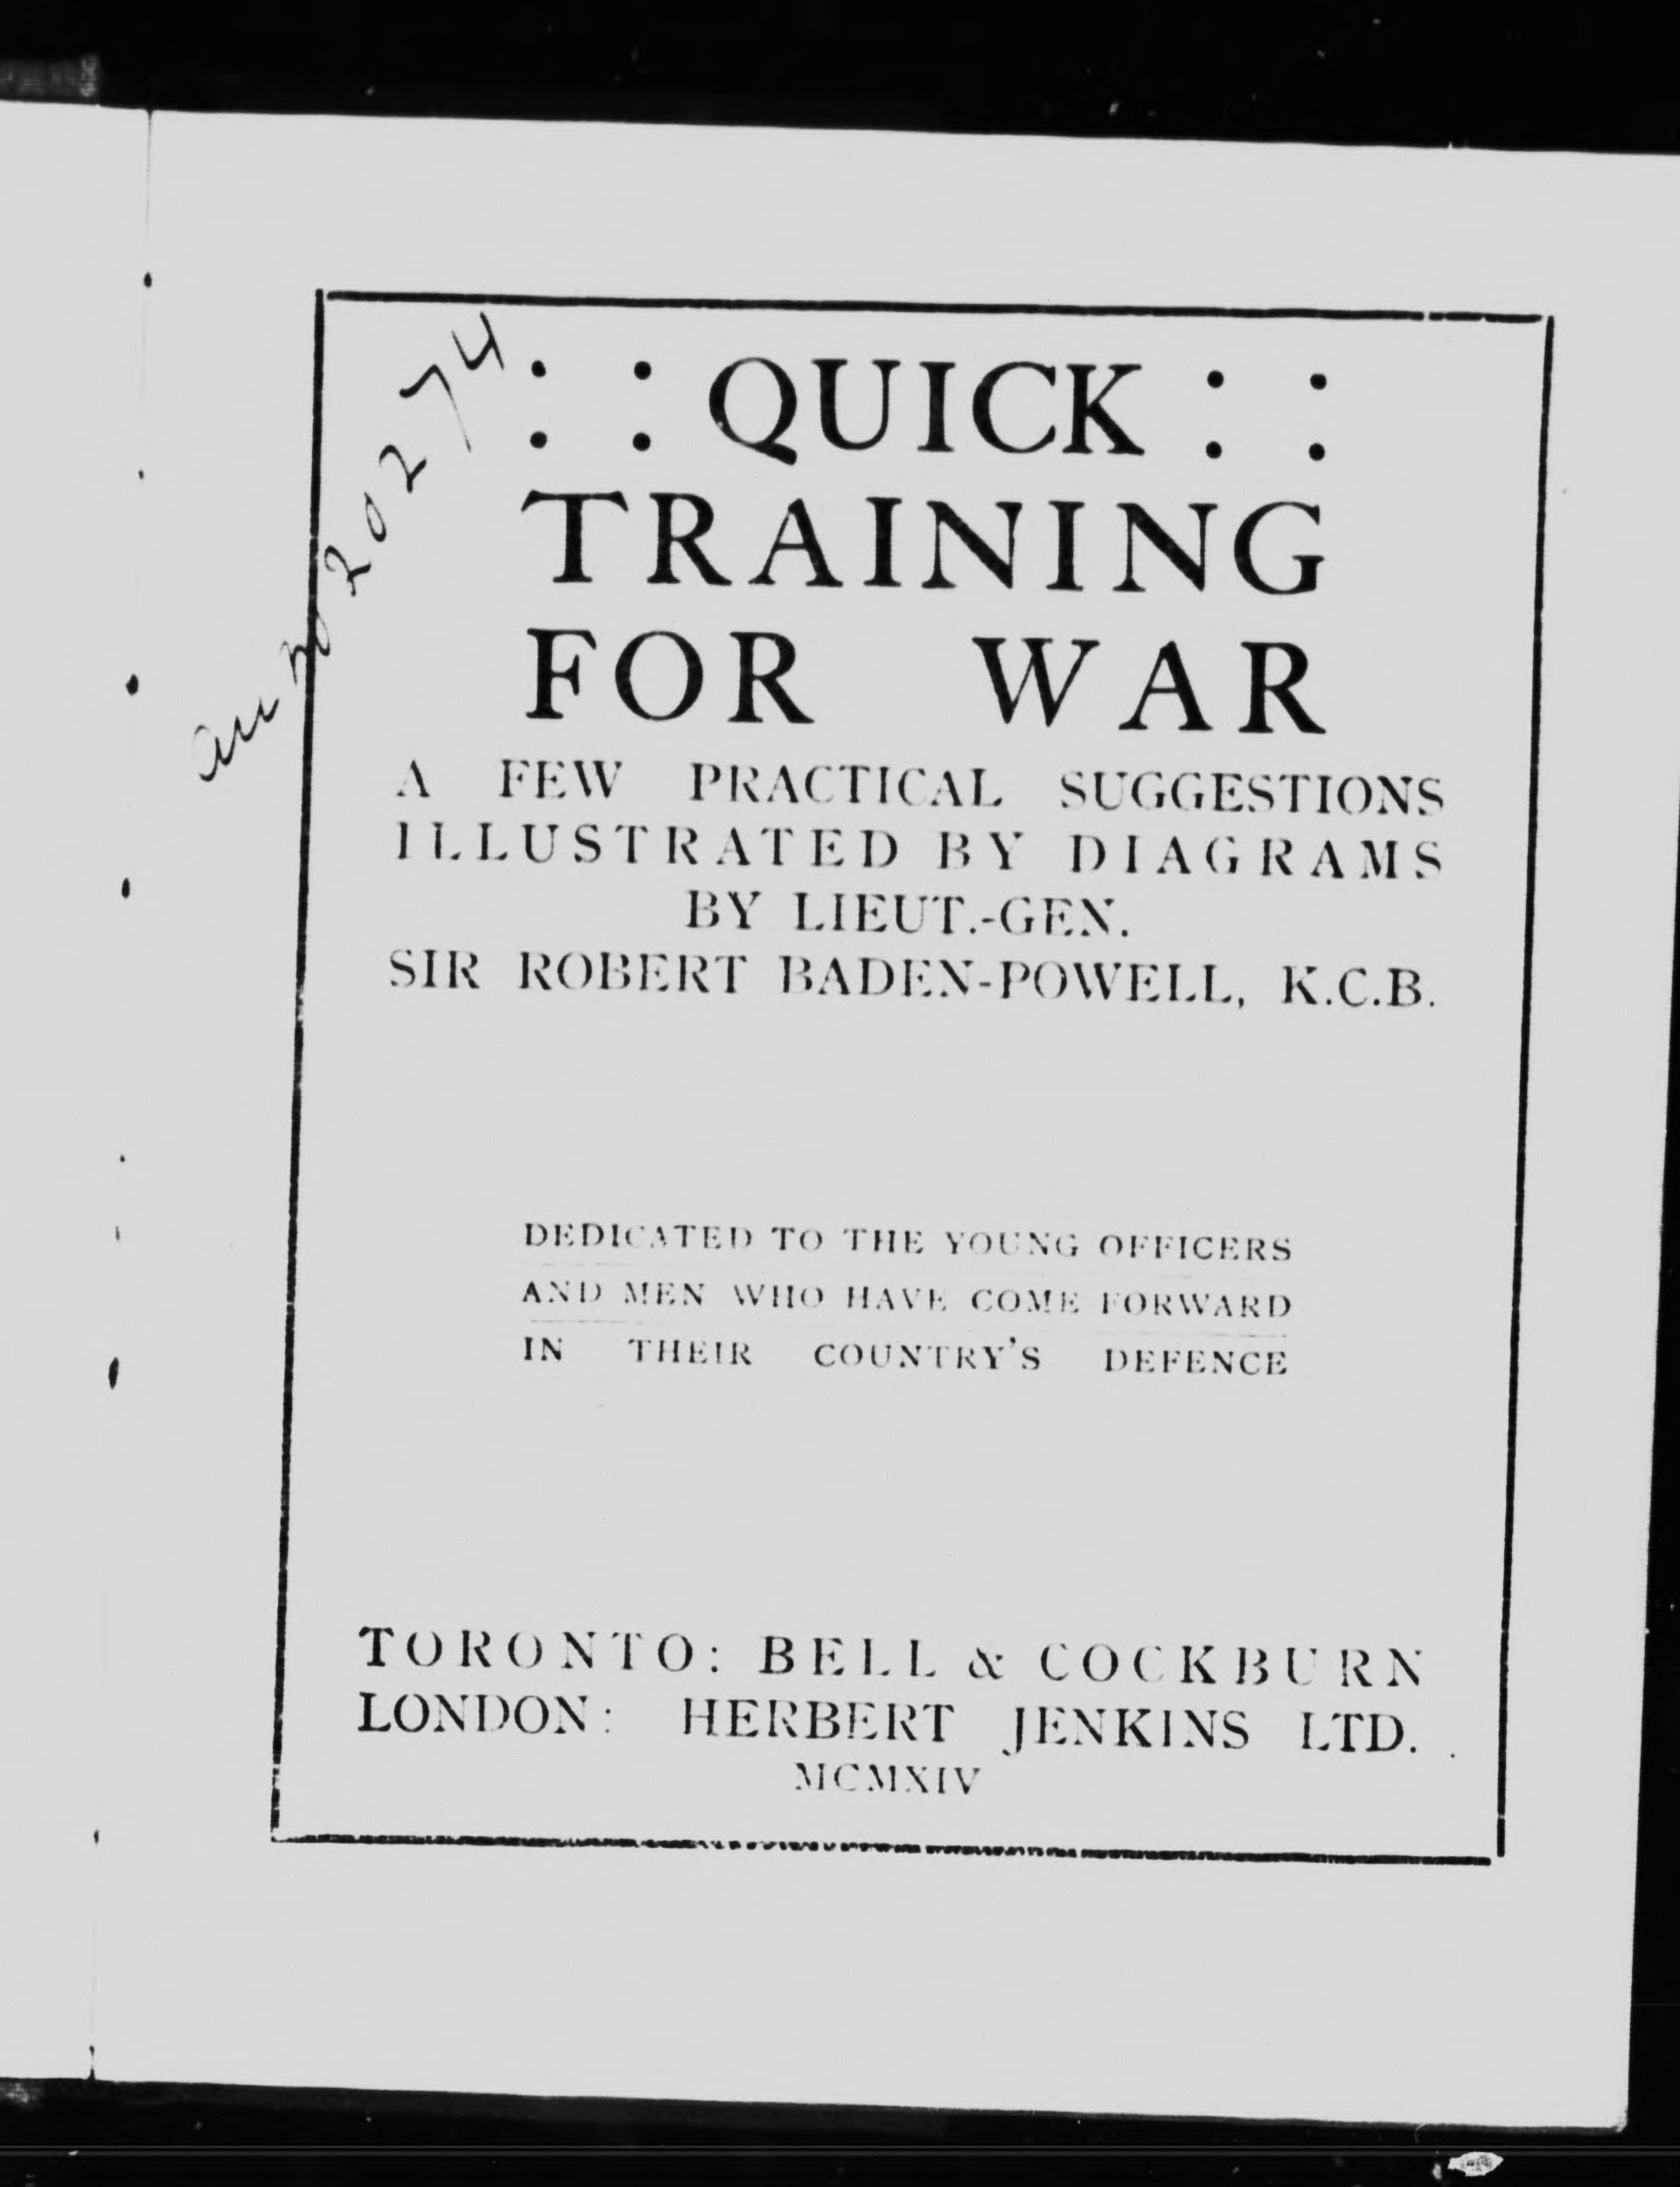 20274
: : QUICK : :
TRAINING
FOR WAR
A FEW PRACTICAL SUGGESTIONS
ILLUSTRATED BY DIAGRAMS
BY LIEUT.-GEN.
SIR ROBERT BADEN-POWELL, K.C.B.
DEDICATED TO THE YOUNG OFFICERS
AND MEN WHO HAVE COME FORWARD
IN THEIR COUNTRY'S DEFENCE
TORONTO: BELL & COCKBURN
LONDON: HERBERT JENKINS LTD.
MCMXIV